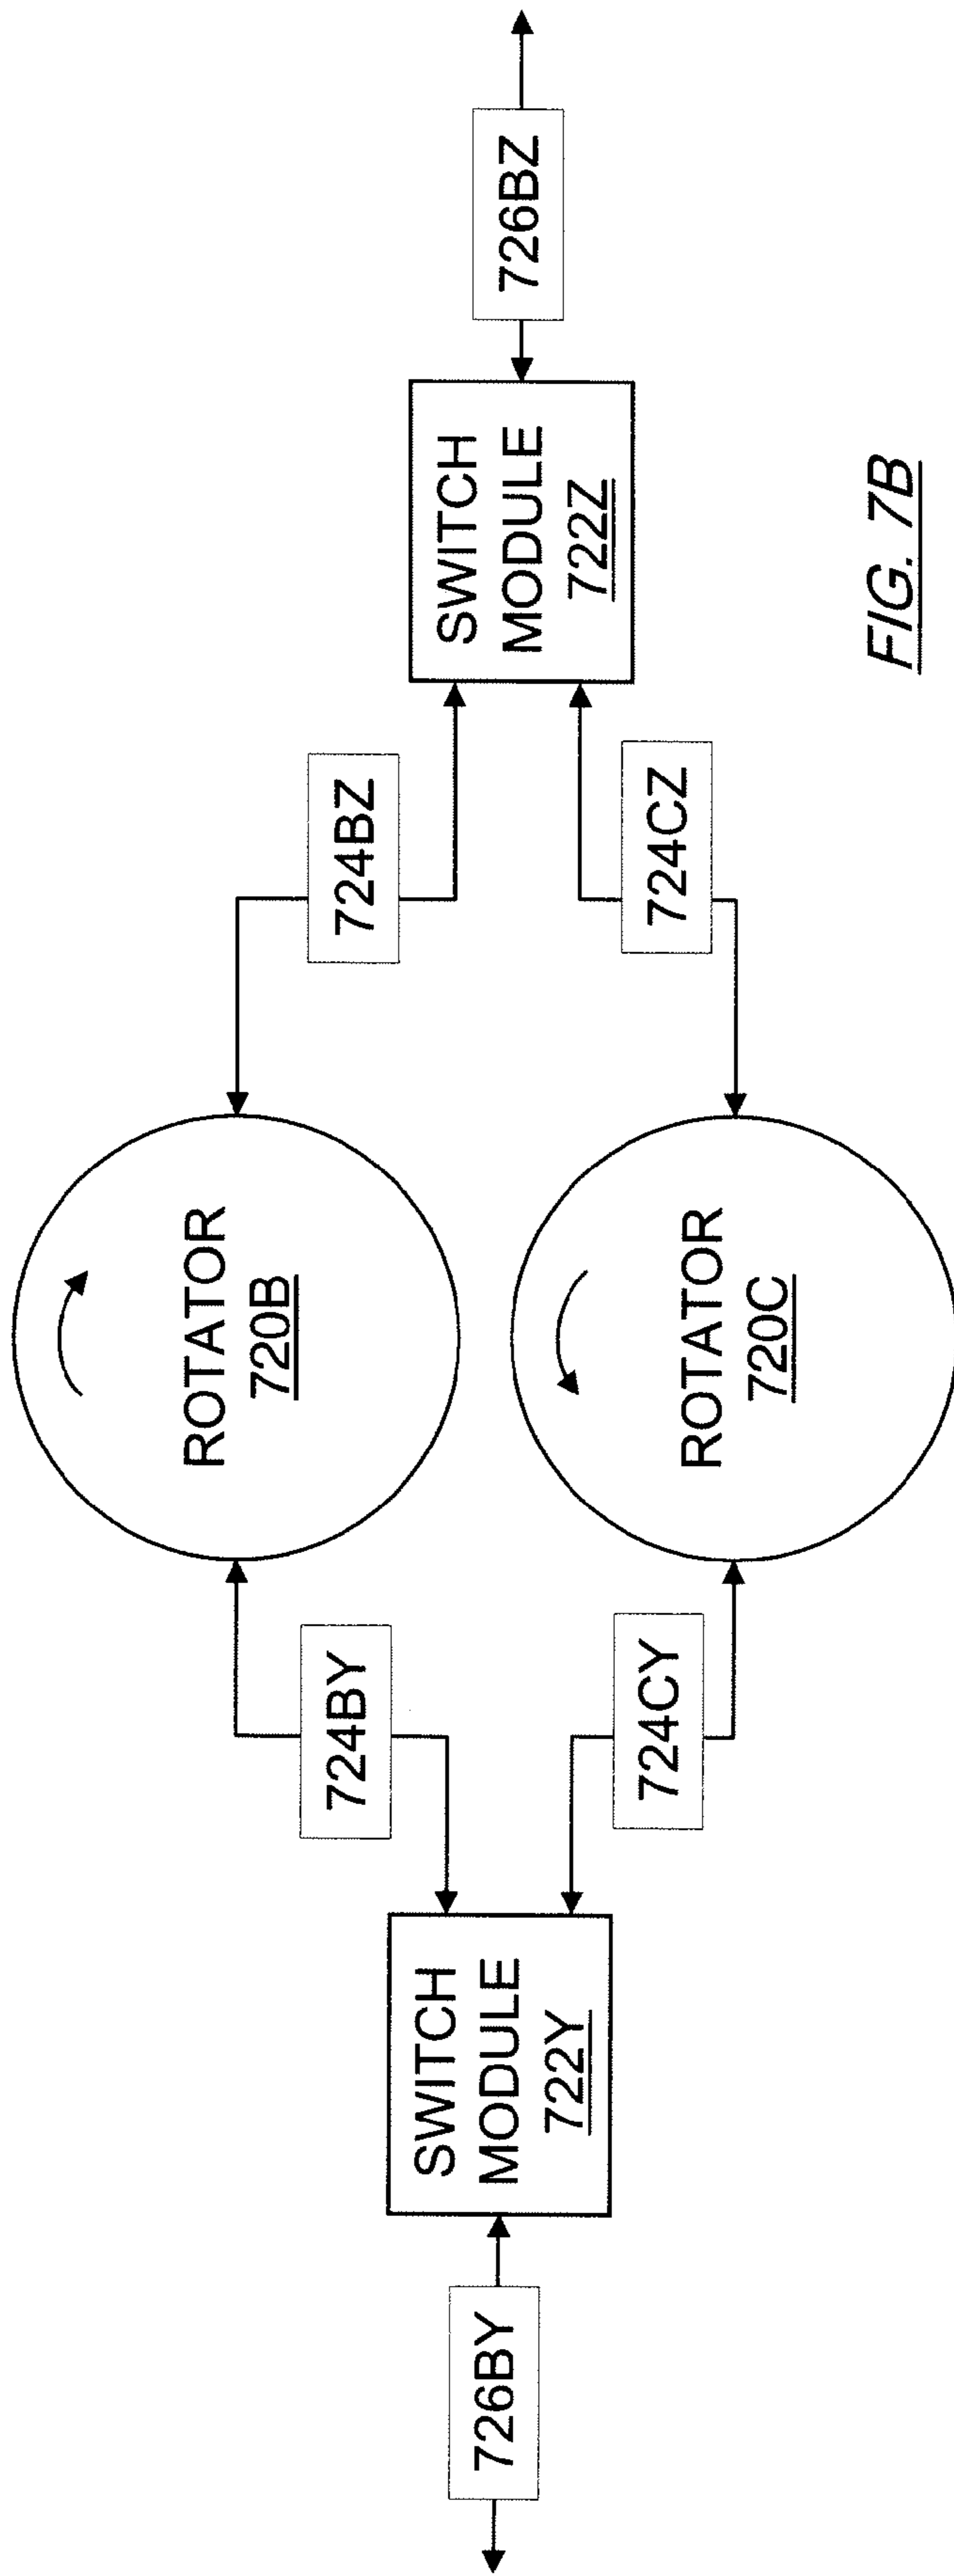 ROTATOR
720B
724BY
724BZ
SWITCH
MODULE
722Y
726BY
SWITCH
MODULE
722Z
726BZ
724CY
724CZ
ROTATOR
720C
FIG. 7B